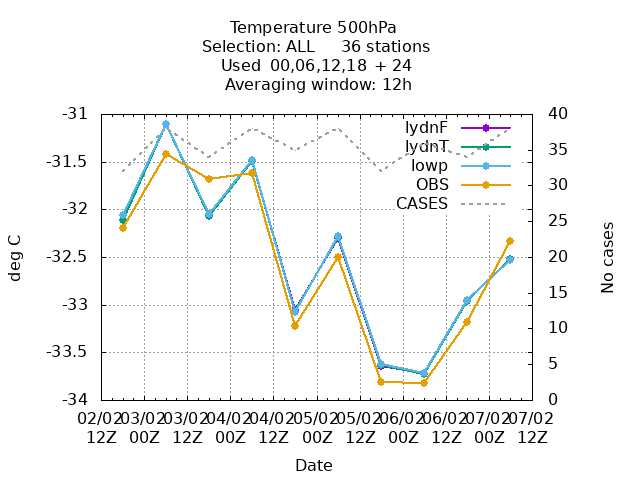 Temperature 500hPa
Selection: ALL 36 stations
Used 00,06,12,18 + 24
Averaging window: 12h
-31
-31.5
-32
-32.5
-33
-33.5
-34
40
35
30
25
20
15
10
5
0
lydnF
lydnT
lowp
OBS
CASES
deg C
No cases
02/02 03/02 03/02 04/02 04/02 05/02 05/02 06/02 06/02 07/02 07/02
12Z 00Z 12Z 00Z 12Z 00Z 12Z 00Z 12Z 00Z 12Z
Date